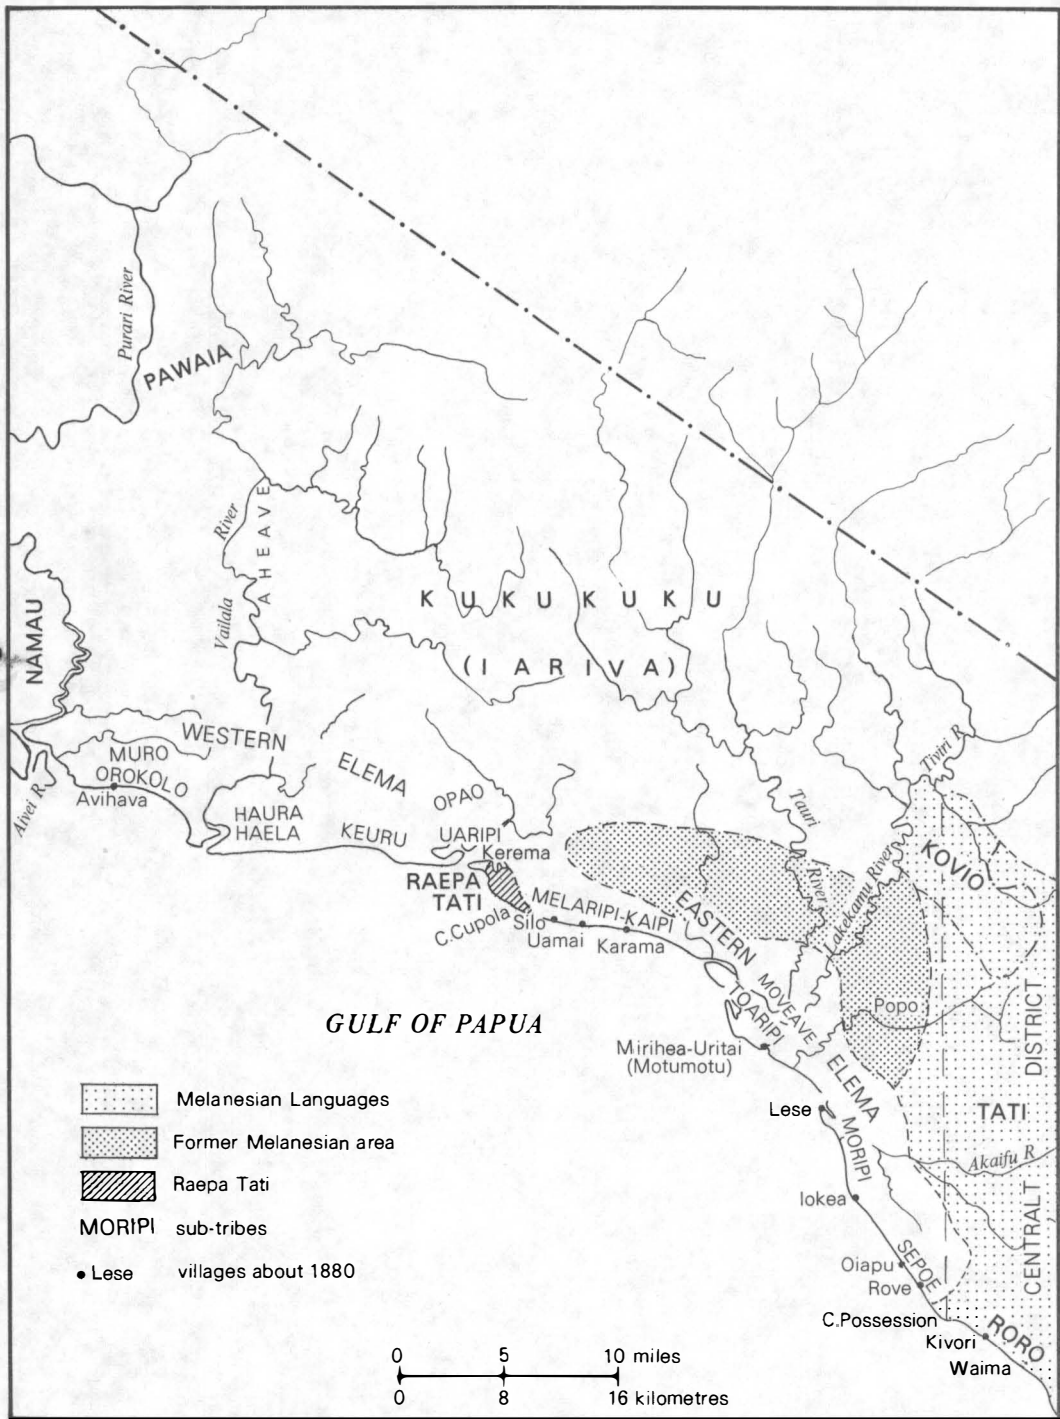 Purari River
PAWAIA
River
Vailala
AHEAVE
KUKUKUKU
(IARIVA)
NAMAU
WESTERN
ELEMA
MURO
OROKOLO
Avihava
Aivei R
HAURA
HAELA
KEURU
OPAO
UARIPI
Kerema
RAEPA
TATI
C.Cupola
Silo
MELARIPI-KAIPI
Uamai
Karama
EASTERN
ELEMA
Tauri
River
Lakekamu River
Tiviri R
KOVIO
MOVEAVE
TOARIPI
Popo
Mirihea-Uritai
(Motumotu)
GULF OF PAPUA
DISTRICT
CENTRALT
TATI
Akaifu R
Lese
MORIPI
Iokea
SEPOE
Oiapu
Rove
C.Possession
Kivori
RORO
Waima
Melanesian Languages
Former Melanesian area
Raepa Tati
MORIPI sub-tribes
• Lese villages about 1880
0 5 10 miles
0 8 16 kilometres